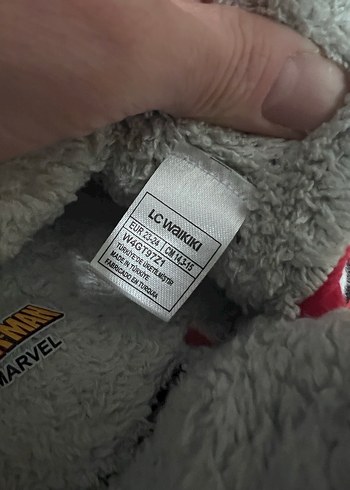 LC WAIKIKI
EUR 23-24 | CM 14,5-15
W4GT97Z1
TÜRKİYE'DE ÜRETİLMİŞTİR
MADE IN TÜRKİYE
FABRICADO EN TURQUÍA
MARVEL